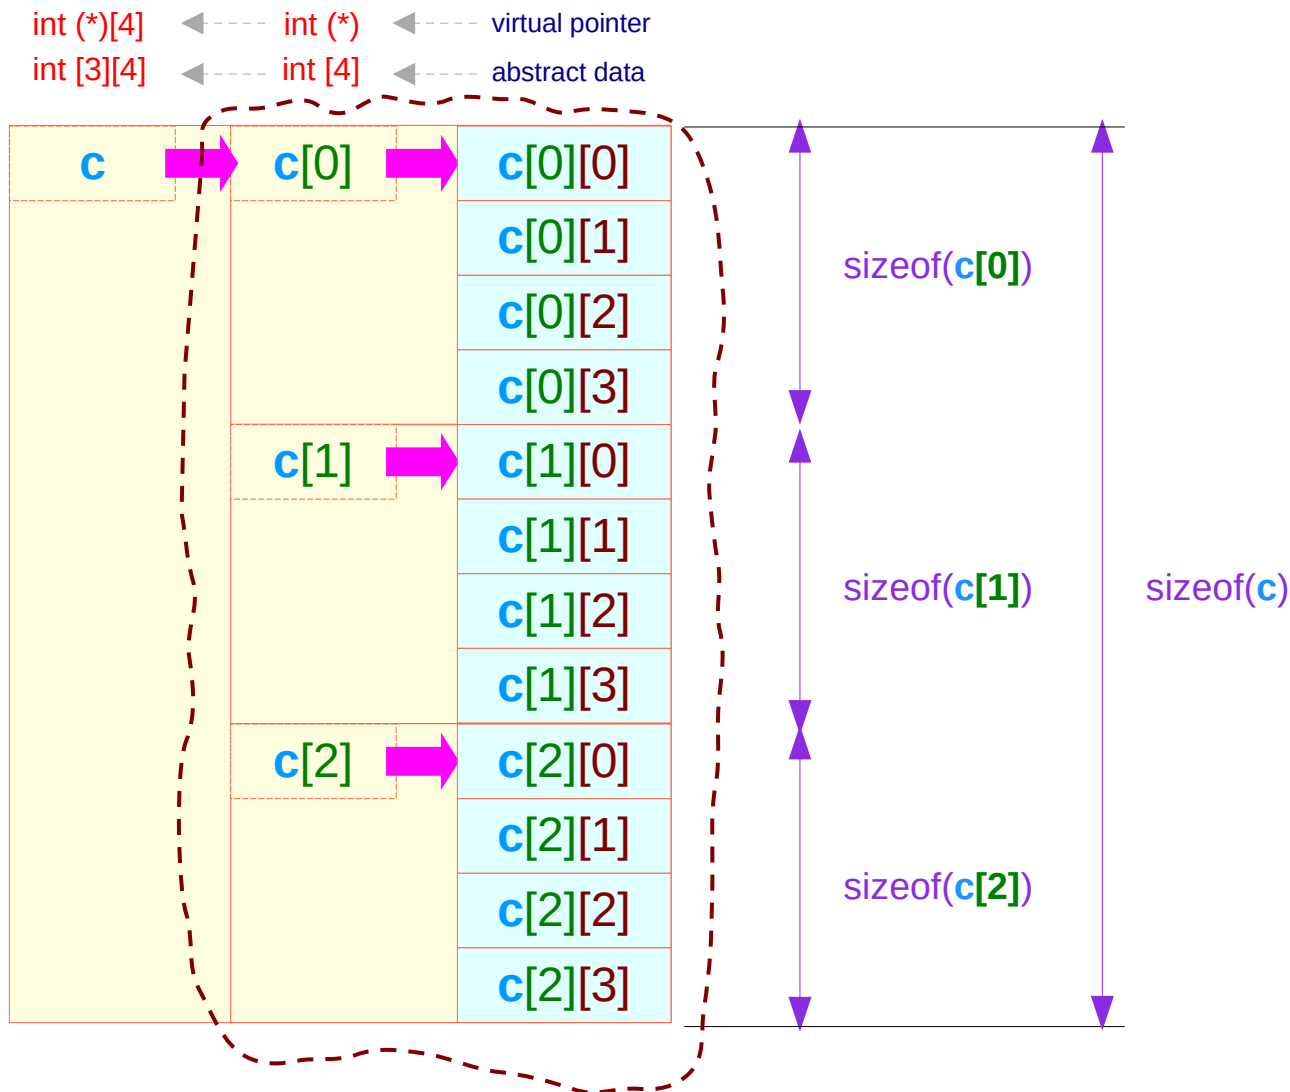 int (*)[4] int (*) virtual pointer
int [3][4] int [4] abstract data
c c[0] c[0][0]
c[0][1]
sizeof(c[0])
c[0][2]
c[0][3]
c[1] c[1][0]
c[1][1]
sizeof(c[1]) sizeof(c)
c[1][2]
c[1][3]
c[2] c[2][0]
c[2][1]
sizeof(c[2])
c[2][2]
c[2][3]